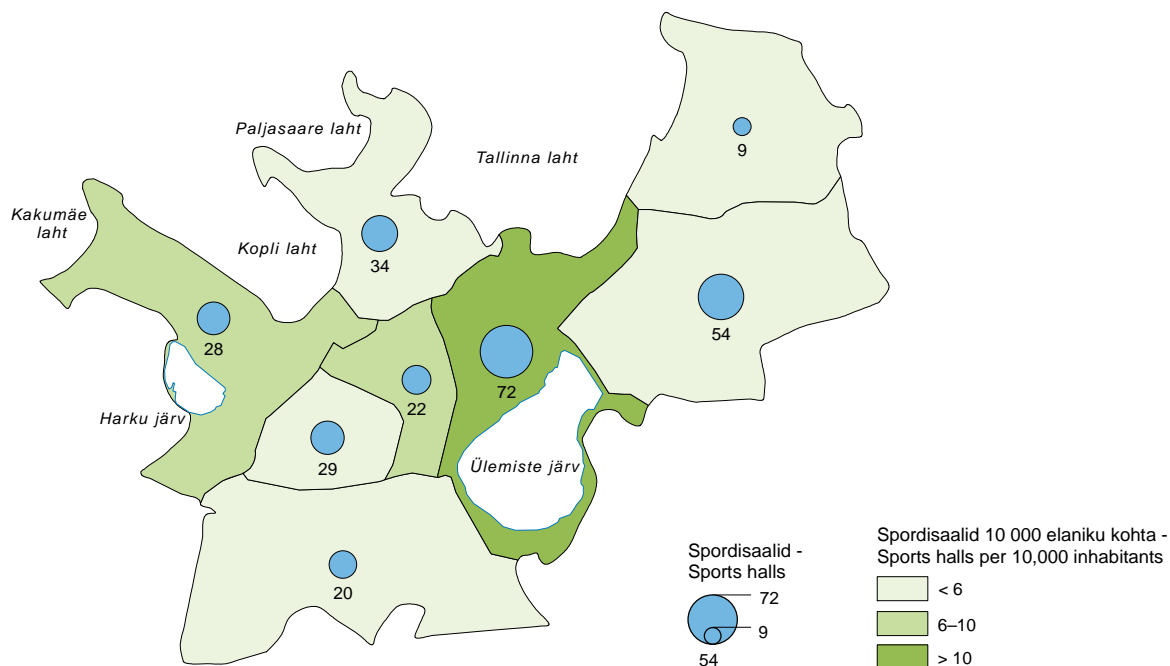 Paljasaare laht
Tallinna laht
9
Kakumäe
laht
Kopli laht
34
54
28
72
22
Harku järv
29
Ülemiste järv
20
Spordisaalid -
Sports halls
72
9
54
Spordisaalid 10 000 elaniku kohta -
Sports halls per 10,000 inhabitants
< 6
6–10
> 10